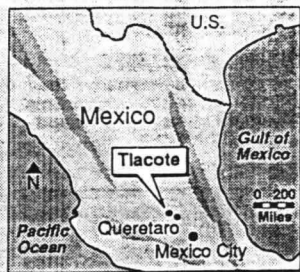 U.S.
Mexico
Gulf of
Mexico
Tlacote
N
0 200
Miles
Queretaro
Pacific
Ocean
Mexico City